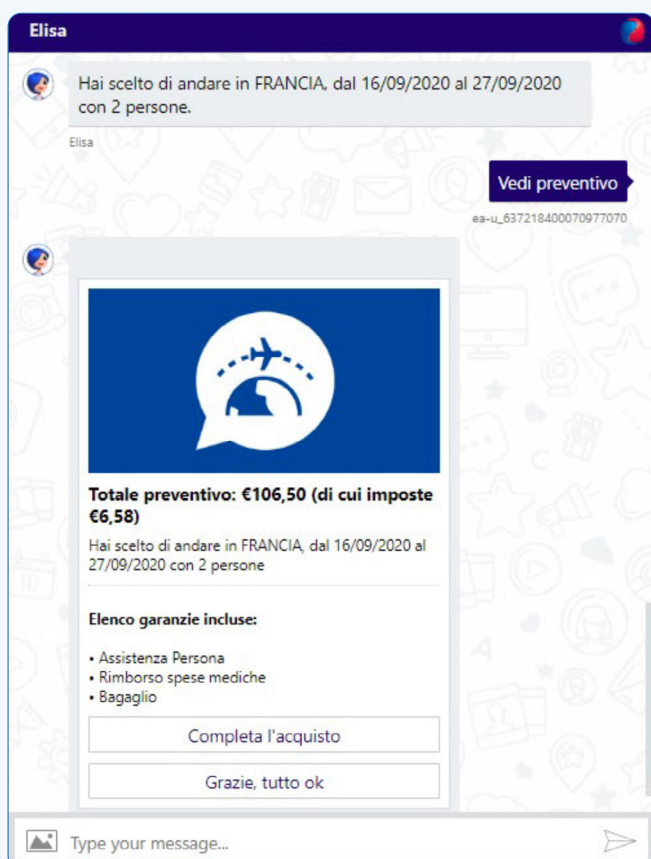 Elisa
Hai scelto di andare in FRANCIA, dal 16/09/2020 al 27/09/2020
con 2 persone.
Elisa
Vedi preventivo
ea-u_637218400070977070
Totale preventivo: €106,50 (di cui imposte
€6,58)
Hai scelto di andare in FRANCIA, dal 16/09/2020 al
27/09/2020 con 2 persone
Elenco garanzie incluse:
• Assistenza Persona
• Rimborso spese mediche
• Bagaglio
Completa l'acquisto
Grazie, tutto ok
Type your message...